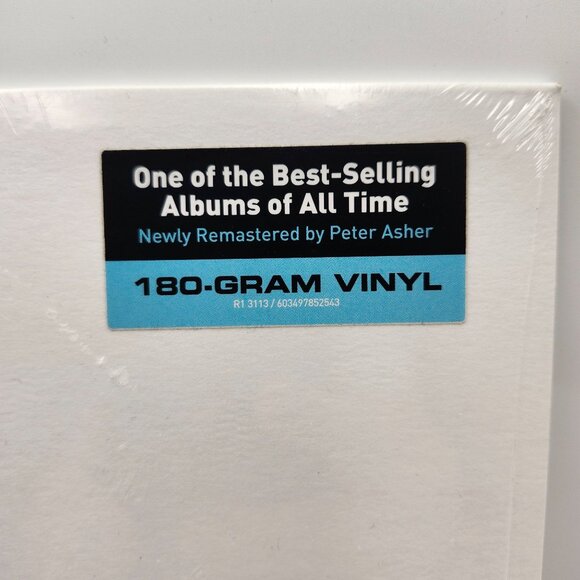 One of the Best-Selling
Albums of All Time
Newly Remastered by Peter Asher
180-GRAM VINYL
R1 3113 / 603497852543